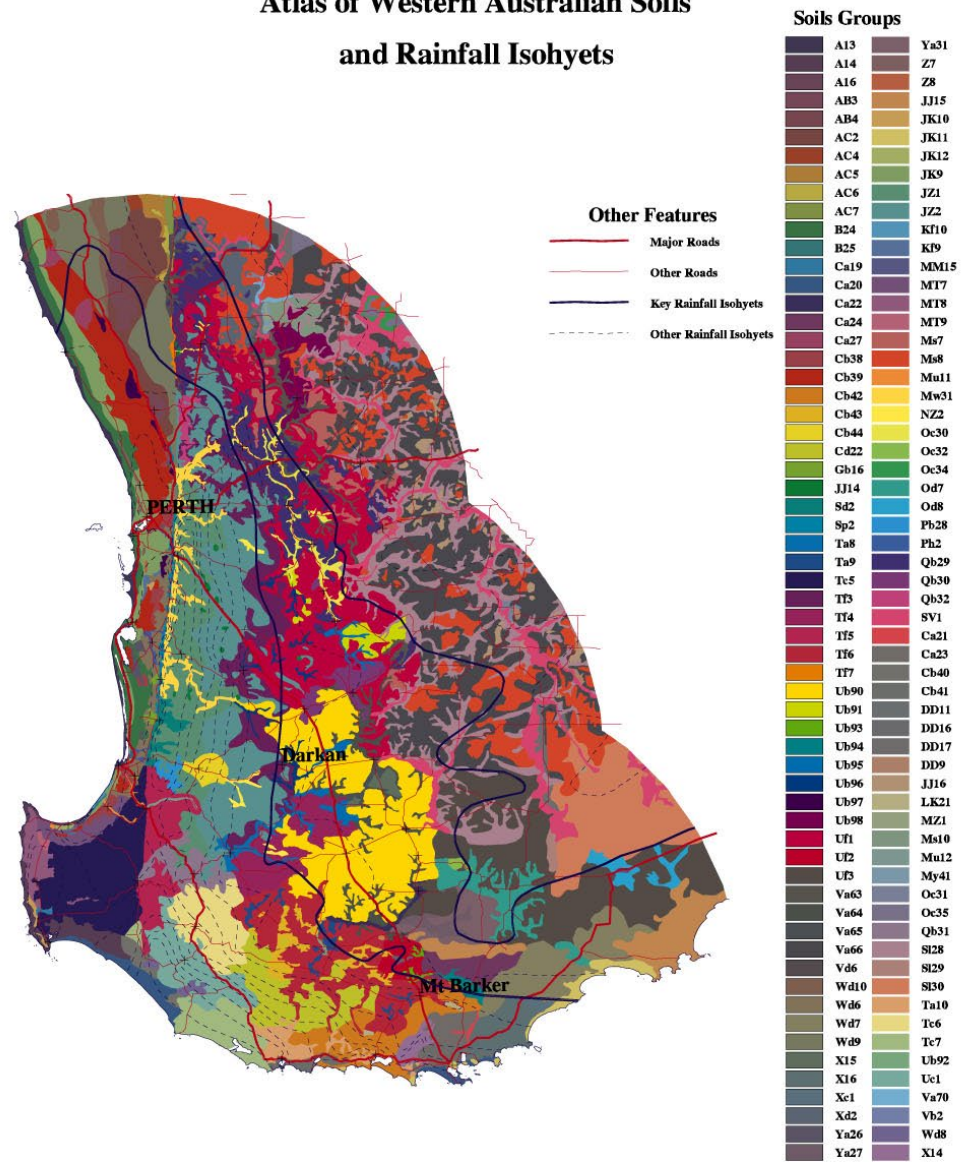 Atlas of Western Australian Soils
and Rainfall Isohyets
Soils Groups
A13 Ya31
A14 Z7
A16 Z8
AB3 JJ15
AB4 JK10
AC2 JK11
AC4 JK12
AC5 JK9
AC6 JZ1
AC7 JZ2
B24 Kf10
B25 Kf9
Ca19 MM15
Ca20 MT7
Ca22 MT8
Ca24 MT9
Ca27 Ms7
Cb38 Ms8
Cb39 Mu11
Cb42 Mw31
Cb43 NZ2
Cb44 Oc30
Cd22 Oc32
Gb16 Oc34
JJ14 Od7
Sd2 Od8
Sp2 Pb28
Ta8 Ph2
Ta9 Qb29
Tc5 Qb30
Tf3 Qb32
Tf4 SV1
Tf5 Ca21
Tf6 Ca23
Tf7 Cb40
Ub90 Cb41
Ub91 DD11
Ub93 DD16
Ub94 DD17
Ub95 DD9
Ub96 JJ16
Ub97 LK21
Ub98 MZ1
Uf1 Ms10
Uf2 Mu12
Uf3 My41
Va63 Oc31
Va64 Oc35
Va65 Qb31
Va66 Sl28
Vd6 Sl29
Wd10 Sl30
Wd6 Ta10
Wd7 Tc6
Wd9 Tc7
X15 Ub92
X16 Uc1
Xc1 Va70
Xd2 Vb2
Ya26 Wd8
Ya27 X14
Other Features
Major Roads
Other Roads
Key Rainfall Isohyets
Other Rainfall Isohyets
PERTH
Darkan
Mt Barker